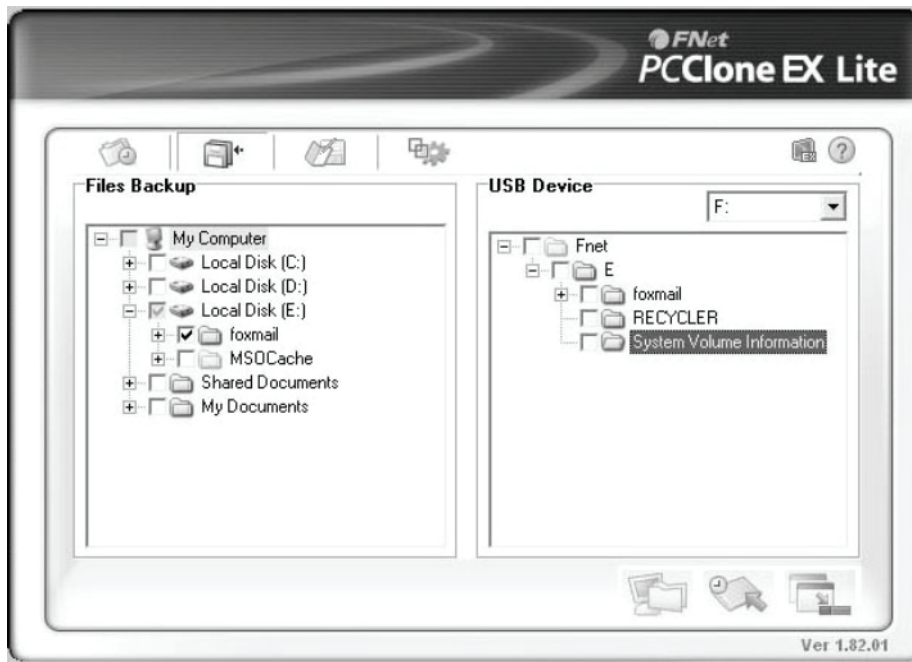 FNet
PCClone EX Lite
EX
?
Files Backup
My Computer
Local Disk (C:)
Local Disk (D:)
Local Disk (E:)
foxmail
MSOCache
Shared Documents
My Documents
USB Device
F:
Fnet
E
foxmail
RECYCLER
System Volume Information
Ver 1.82.01